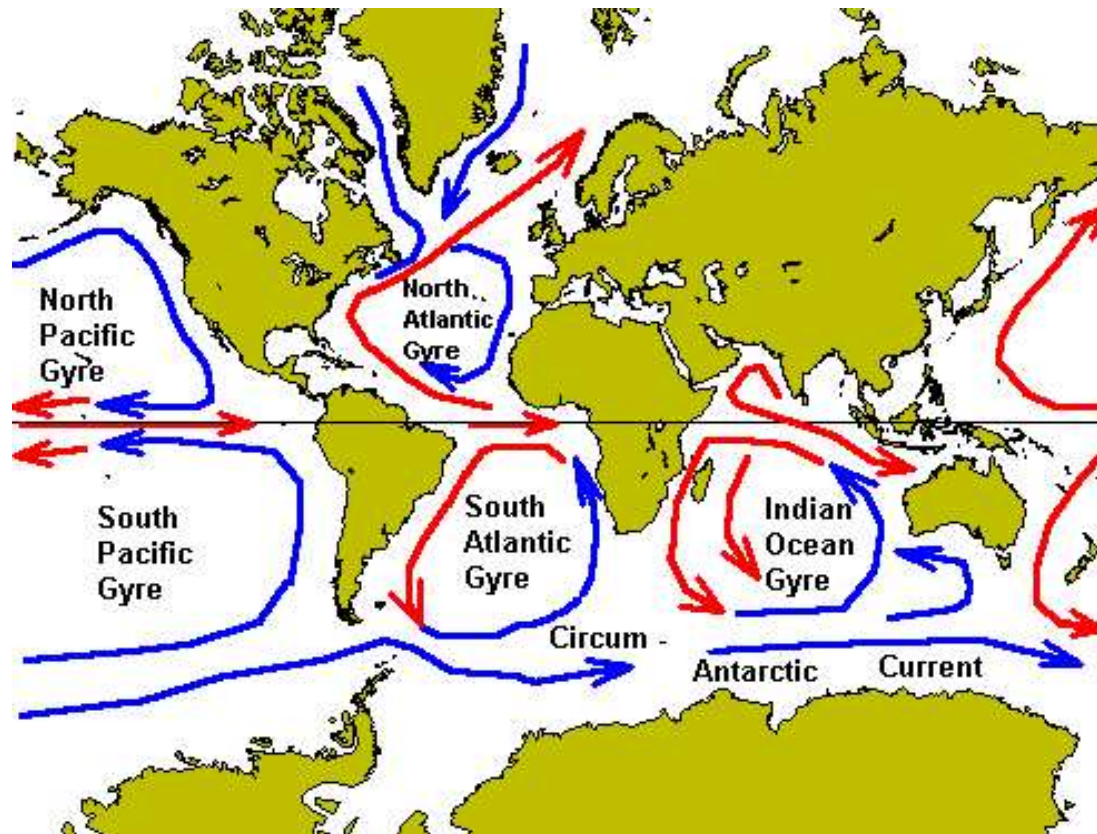 North
Pacific
Gyre
North
Atlantic
Gyre
South
Pacific
Gyre
South
Atlantic
Gyre
Indian
Ocean
Gyre
Circum -
Antarctic Current